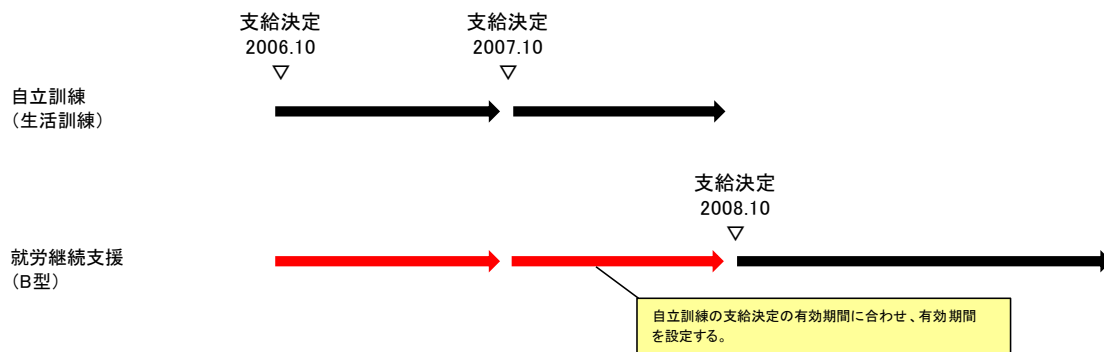 支給決定
2006.10
▽
支給決定
2007.10
▽
自立訓練
（生活訓練）
支給決定
2008.10
▽
就労継続支援
（B型）
自立訓練の支給決定の有効期間に合わせ、有効期間
を設定する。